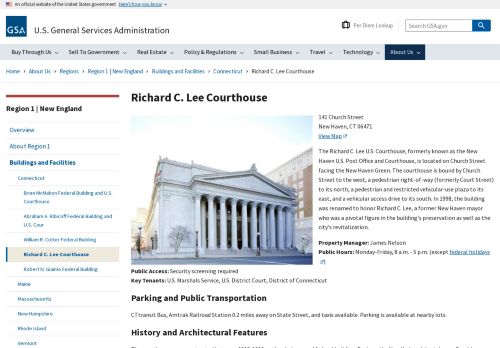 An official website of the United States government Here's how you know
GSA U.S. General Services Administration
Per Diem Lookup
Search GSA.gov
Buy Through Us Sell To Government Real Estate Policy & Regulations Small Business Travel Technology About Us
Home › About Us › Regions › Region 1 | New England › Buildings and Facilities › Connecticut › Richard C. Lee Courthouse
Region 1 | New England
Overview
About Region 1
Buildings and Facilities
Connecticut
Brian McMahon Federal Building and U.S.
Courthouse
Abraham A. Ribicoff Federal Building and
U.S. Cour
William R. Cotter Federal Building
Richard C. Lee Courthouse
Robert N. Giaimo Federal Building
Maine
Massachusetts
New Hampshire
Rhode Island
Vermont
Richard C. Lee Courthouse
141 Church Street
New Haven, CT 06471
View Map
The Richard C. Lee U.S. Courthouse, formerly known as the New
Haven U.S. Post Office and Courthouse, is located on Church Street
facing the New Haven Green. The courthouse is bound by Church
Street to the west, a pedestrian right-of-way (formerly Court Street)
to its north, a pedestrian and restricted vehicular-use plaza to its
east, and a vehicular access drive to its south. In 1998, the building
was renamed to honor Richard C. Lee, a former New Haven mayor
who was a pivotal figure in the building's preservation as well as the
city's revitalization.
Property Manager: James Nelson
Public Hours: Monday-Friday, 8 a.m. - 5 p.m. (except federal holidays
)
Public Access: Security screening required
Key Tenants: U.S. Marshals Service, U.S. District Court, District of Connecticut
Parking and Public Transportation
CTtransit Bus, Amtrak Railroad Station 0.2 miles away on State Street, and taxis available. Parking is available at nearby lots.
History and Architectural Features